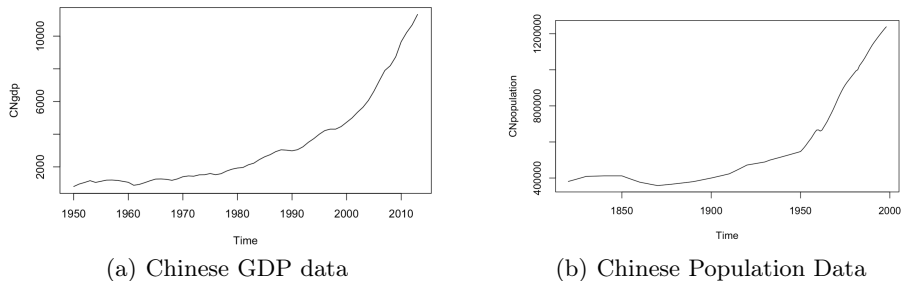 CNgdp
2000
6000
10000
1950 1960 1970 1980 1990 2000 2010
Time
(a) Chinese GDP data
CNpopulation
400000
800000
1200000
1850 1900 1950 2000
Time
(b) Chinese Population Data